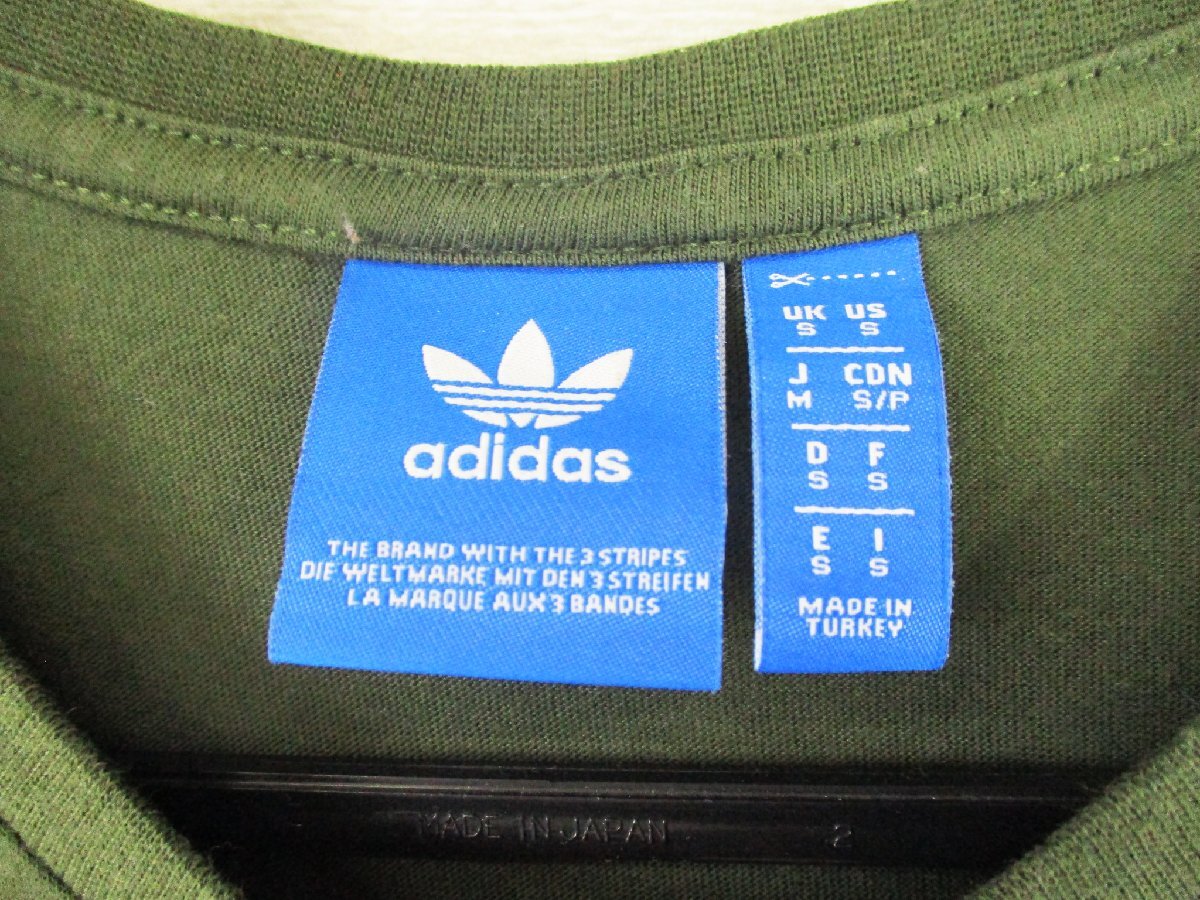 adidas
THE BRAND WITH THE 3 STRIPES
DIE WELTMARKE MIT DEN 3 STREIFEN
LA MARQUE AUX 3 BANDES
UK US
S S
J CDN
M S/P
D F
S S
E I
S S
MADE IN
TURKEY
MADE IN JAPAN 2